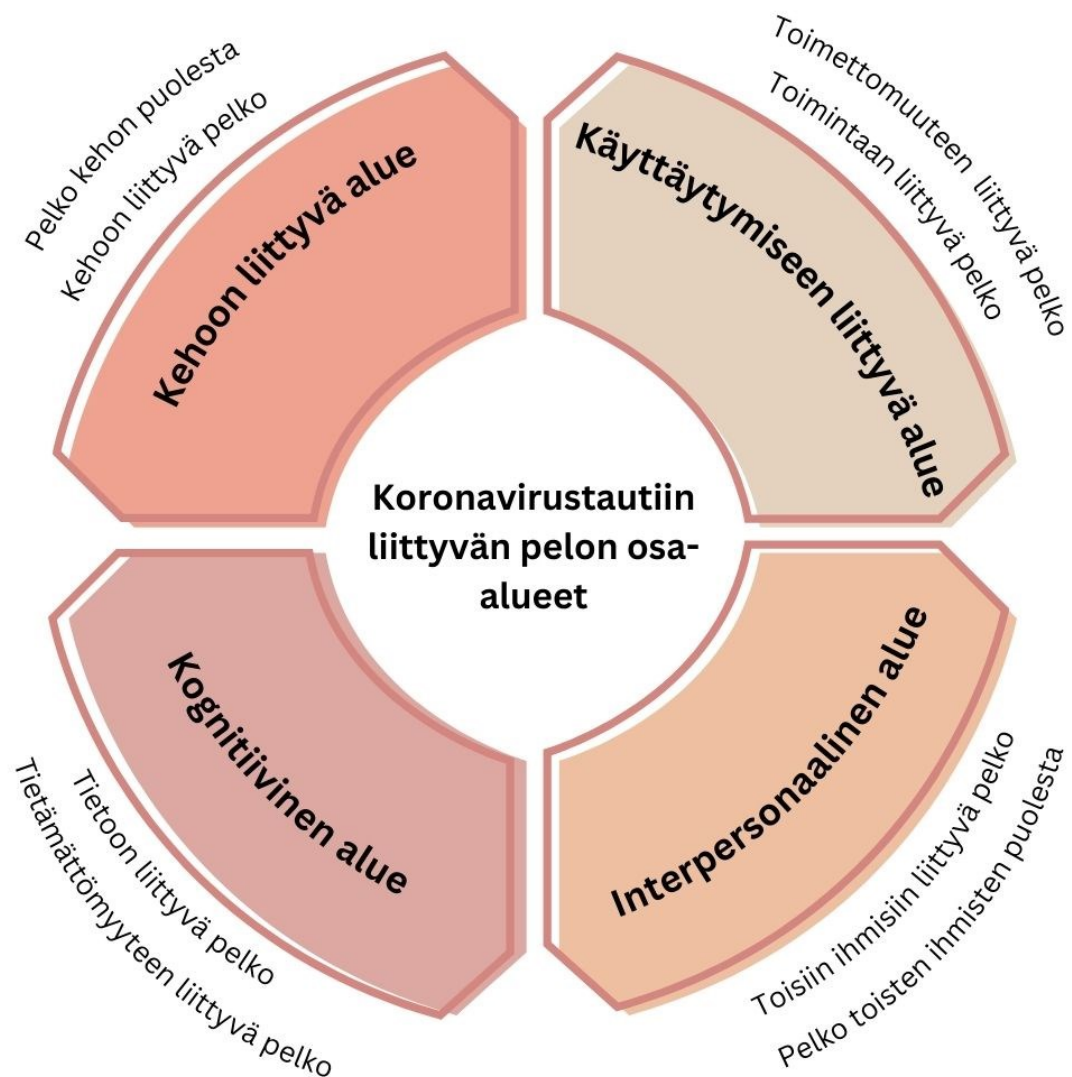 Pelko kehon puolesta
Kehoon liittyvä pelko
Kehoon liittyvä alue
Toimettomuuteen liittyvä pelko
Toimintaan liittyvä pelko
Käyttäytymiseen liittyvä alue
Koronavirustautiin
liittyvän pelon osa-
alueet
Kognitiivinen alue
Tietoon liittyvä pelko
Tietämättömyyteen liittyvä pelko
Interpersonaalinen alue
Toisiin ihmisiin liittyvä pelko
Pelko toisten ihmisten puolesta